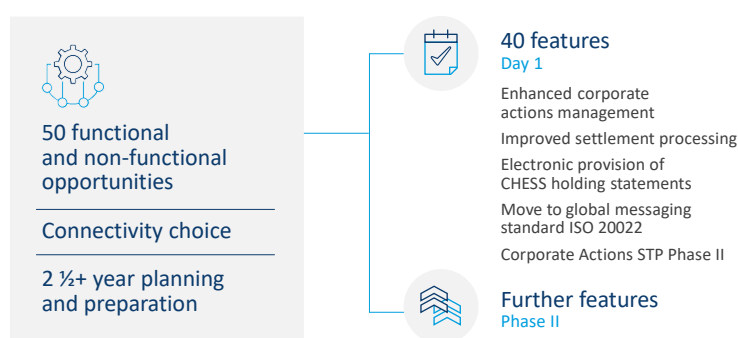 50 functional
and non-functional
opportunities
Connectivity choice
2 ½+ year planning
and preparation
40 features
Day 1
Enhanced corporate
actions management
Improved settlement processing
Electronic provision of
CHESS holding statements
Move to global messaging
standard ISO 20022
Corporate Actions STP Phase II
Further features
Phase II